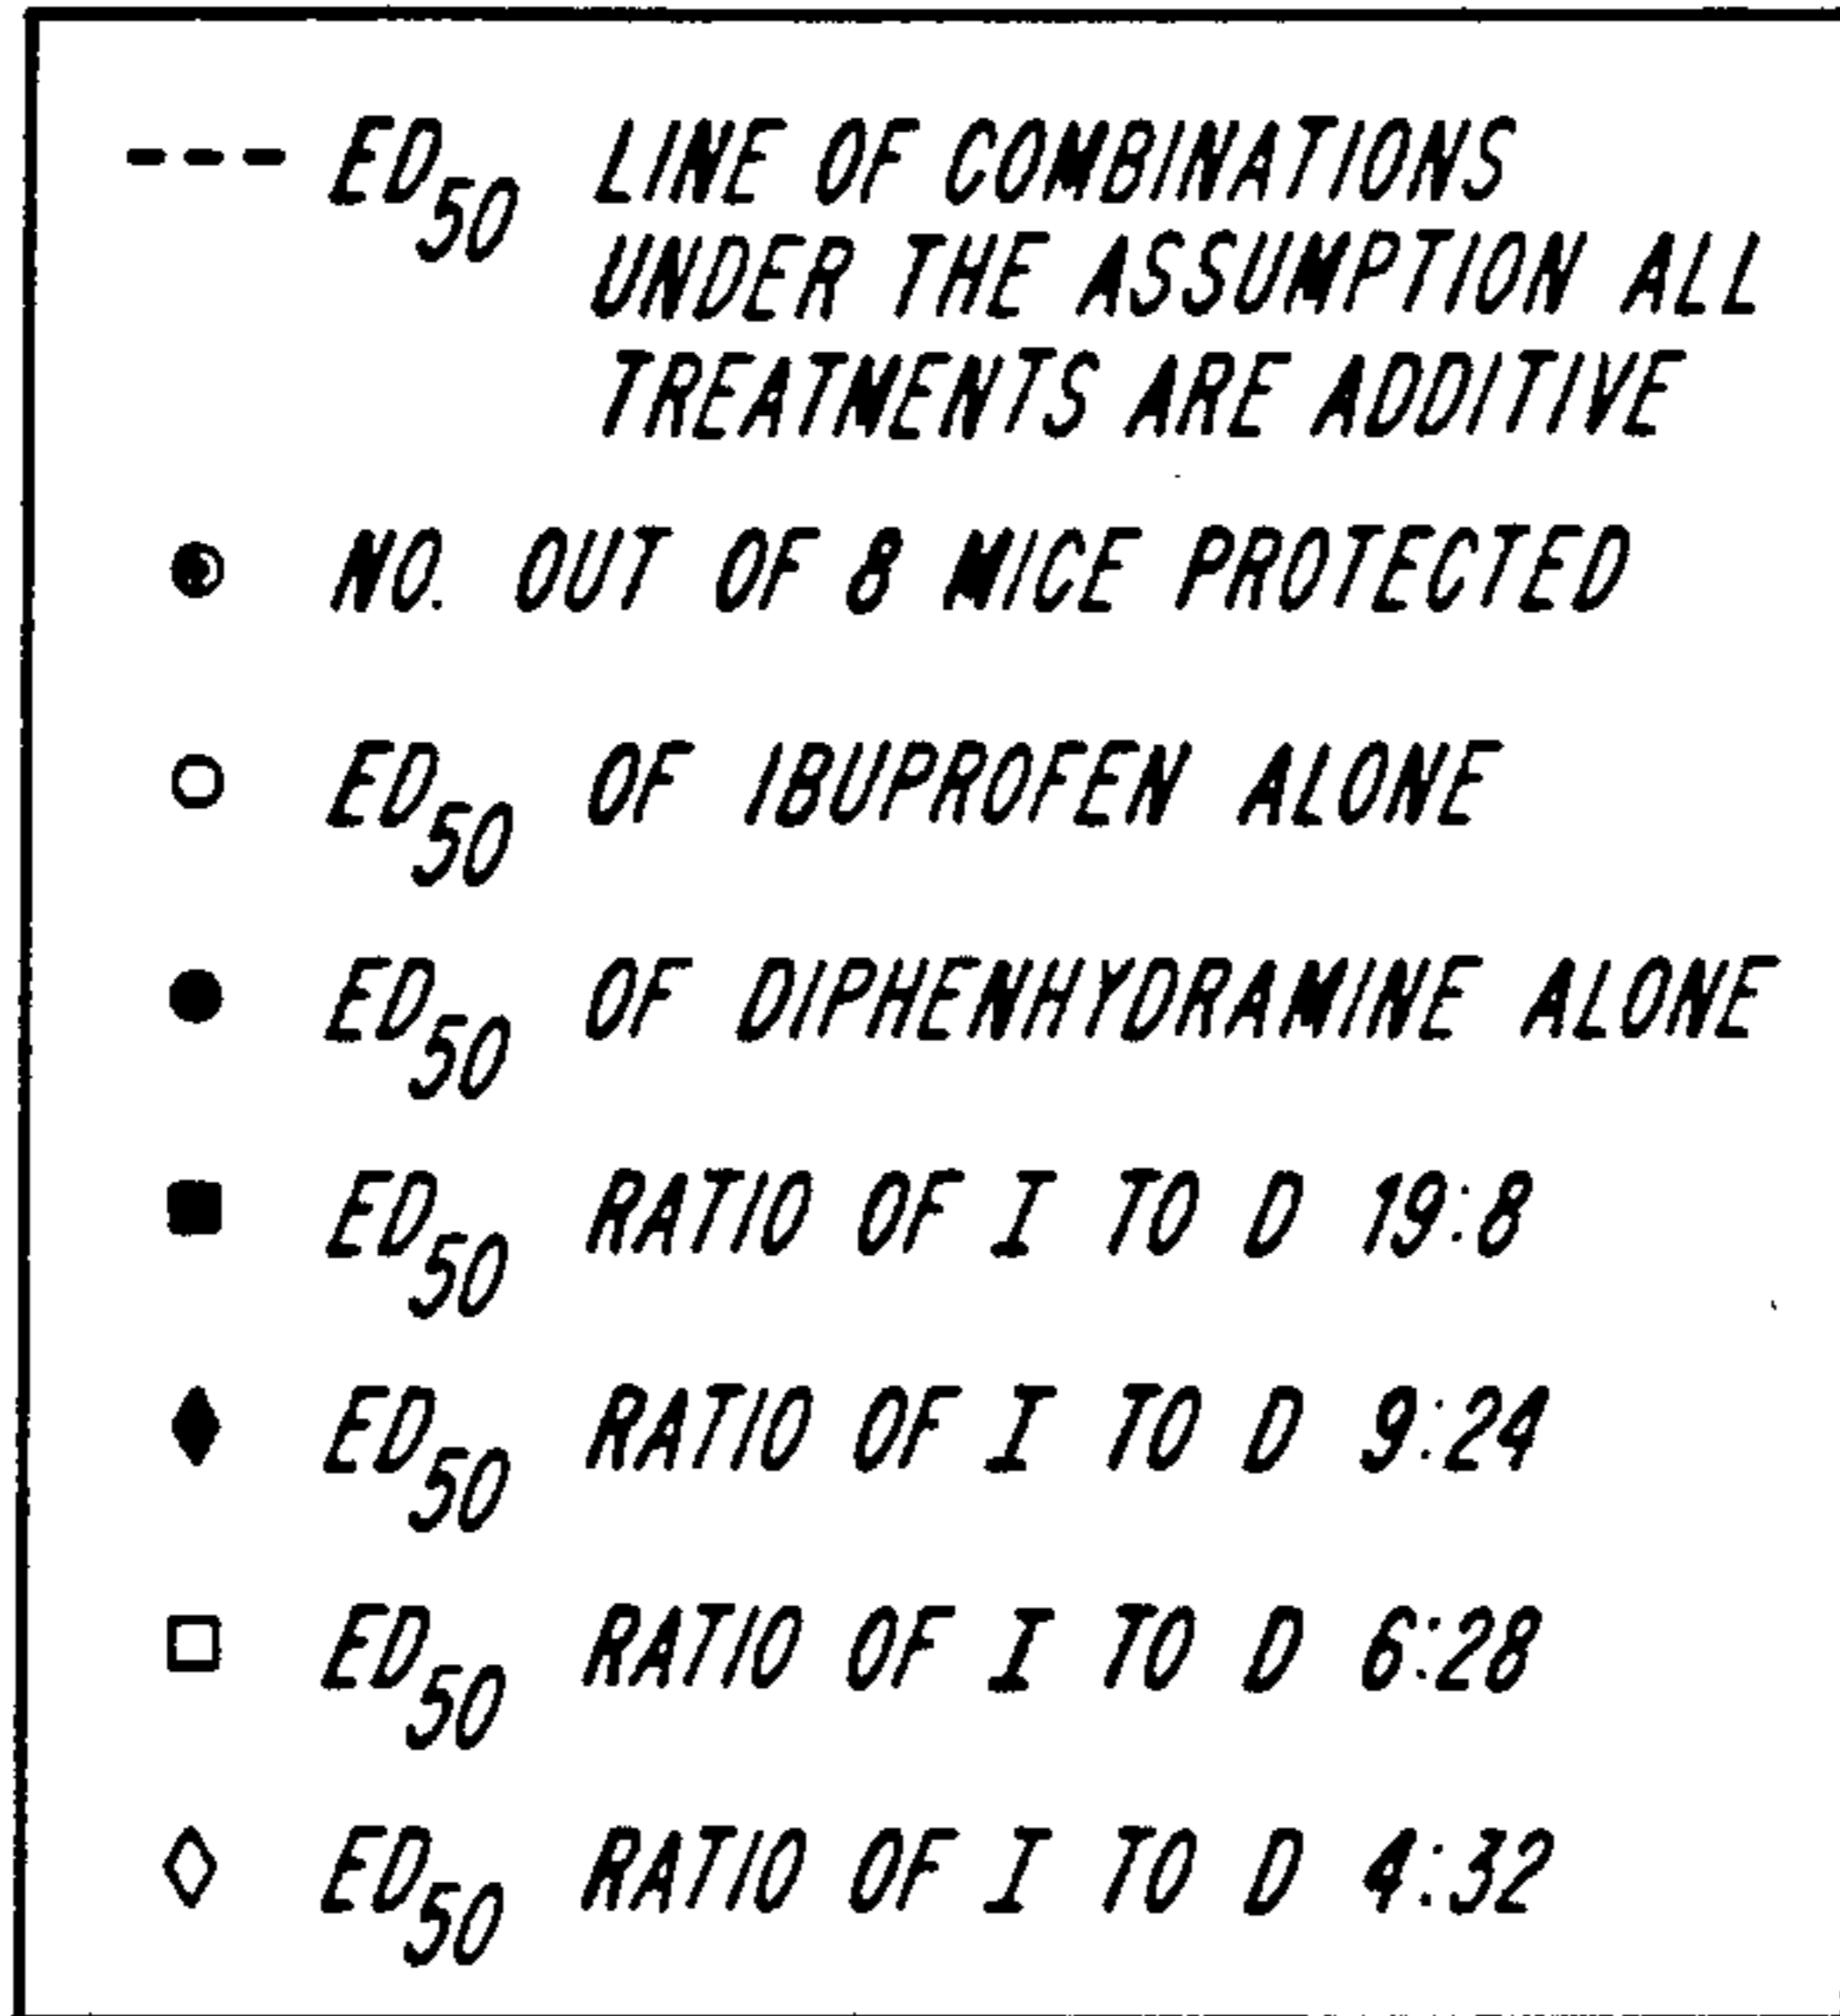 --- ED50 LINE OF COMBINATIONS
UNDER THE ASSUMPTION ALL
TREATMENTS ARE ADDITIVE
NO. OUT OF 8 MICE PROTECTED
ED50 OF IBUPROFEN ALONE
ED50 OF DIPHENHYDRAMINE ALONE
ED50 RATIO OF I TO D 19:8
ED50 RATIO OF I TO D 9:24
ED50 RATIO OF I TO D 6:28
ED50 RATIO OF I TO D 4:32